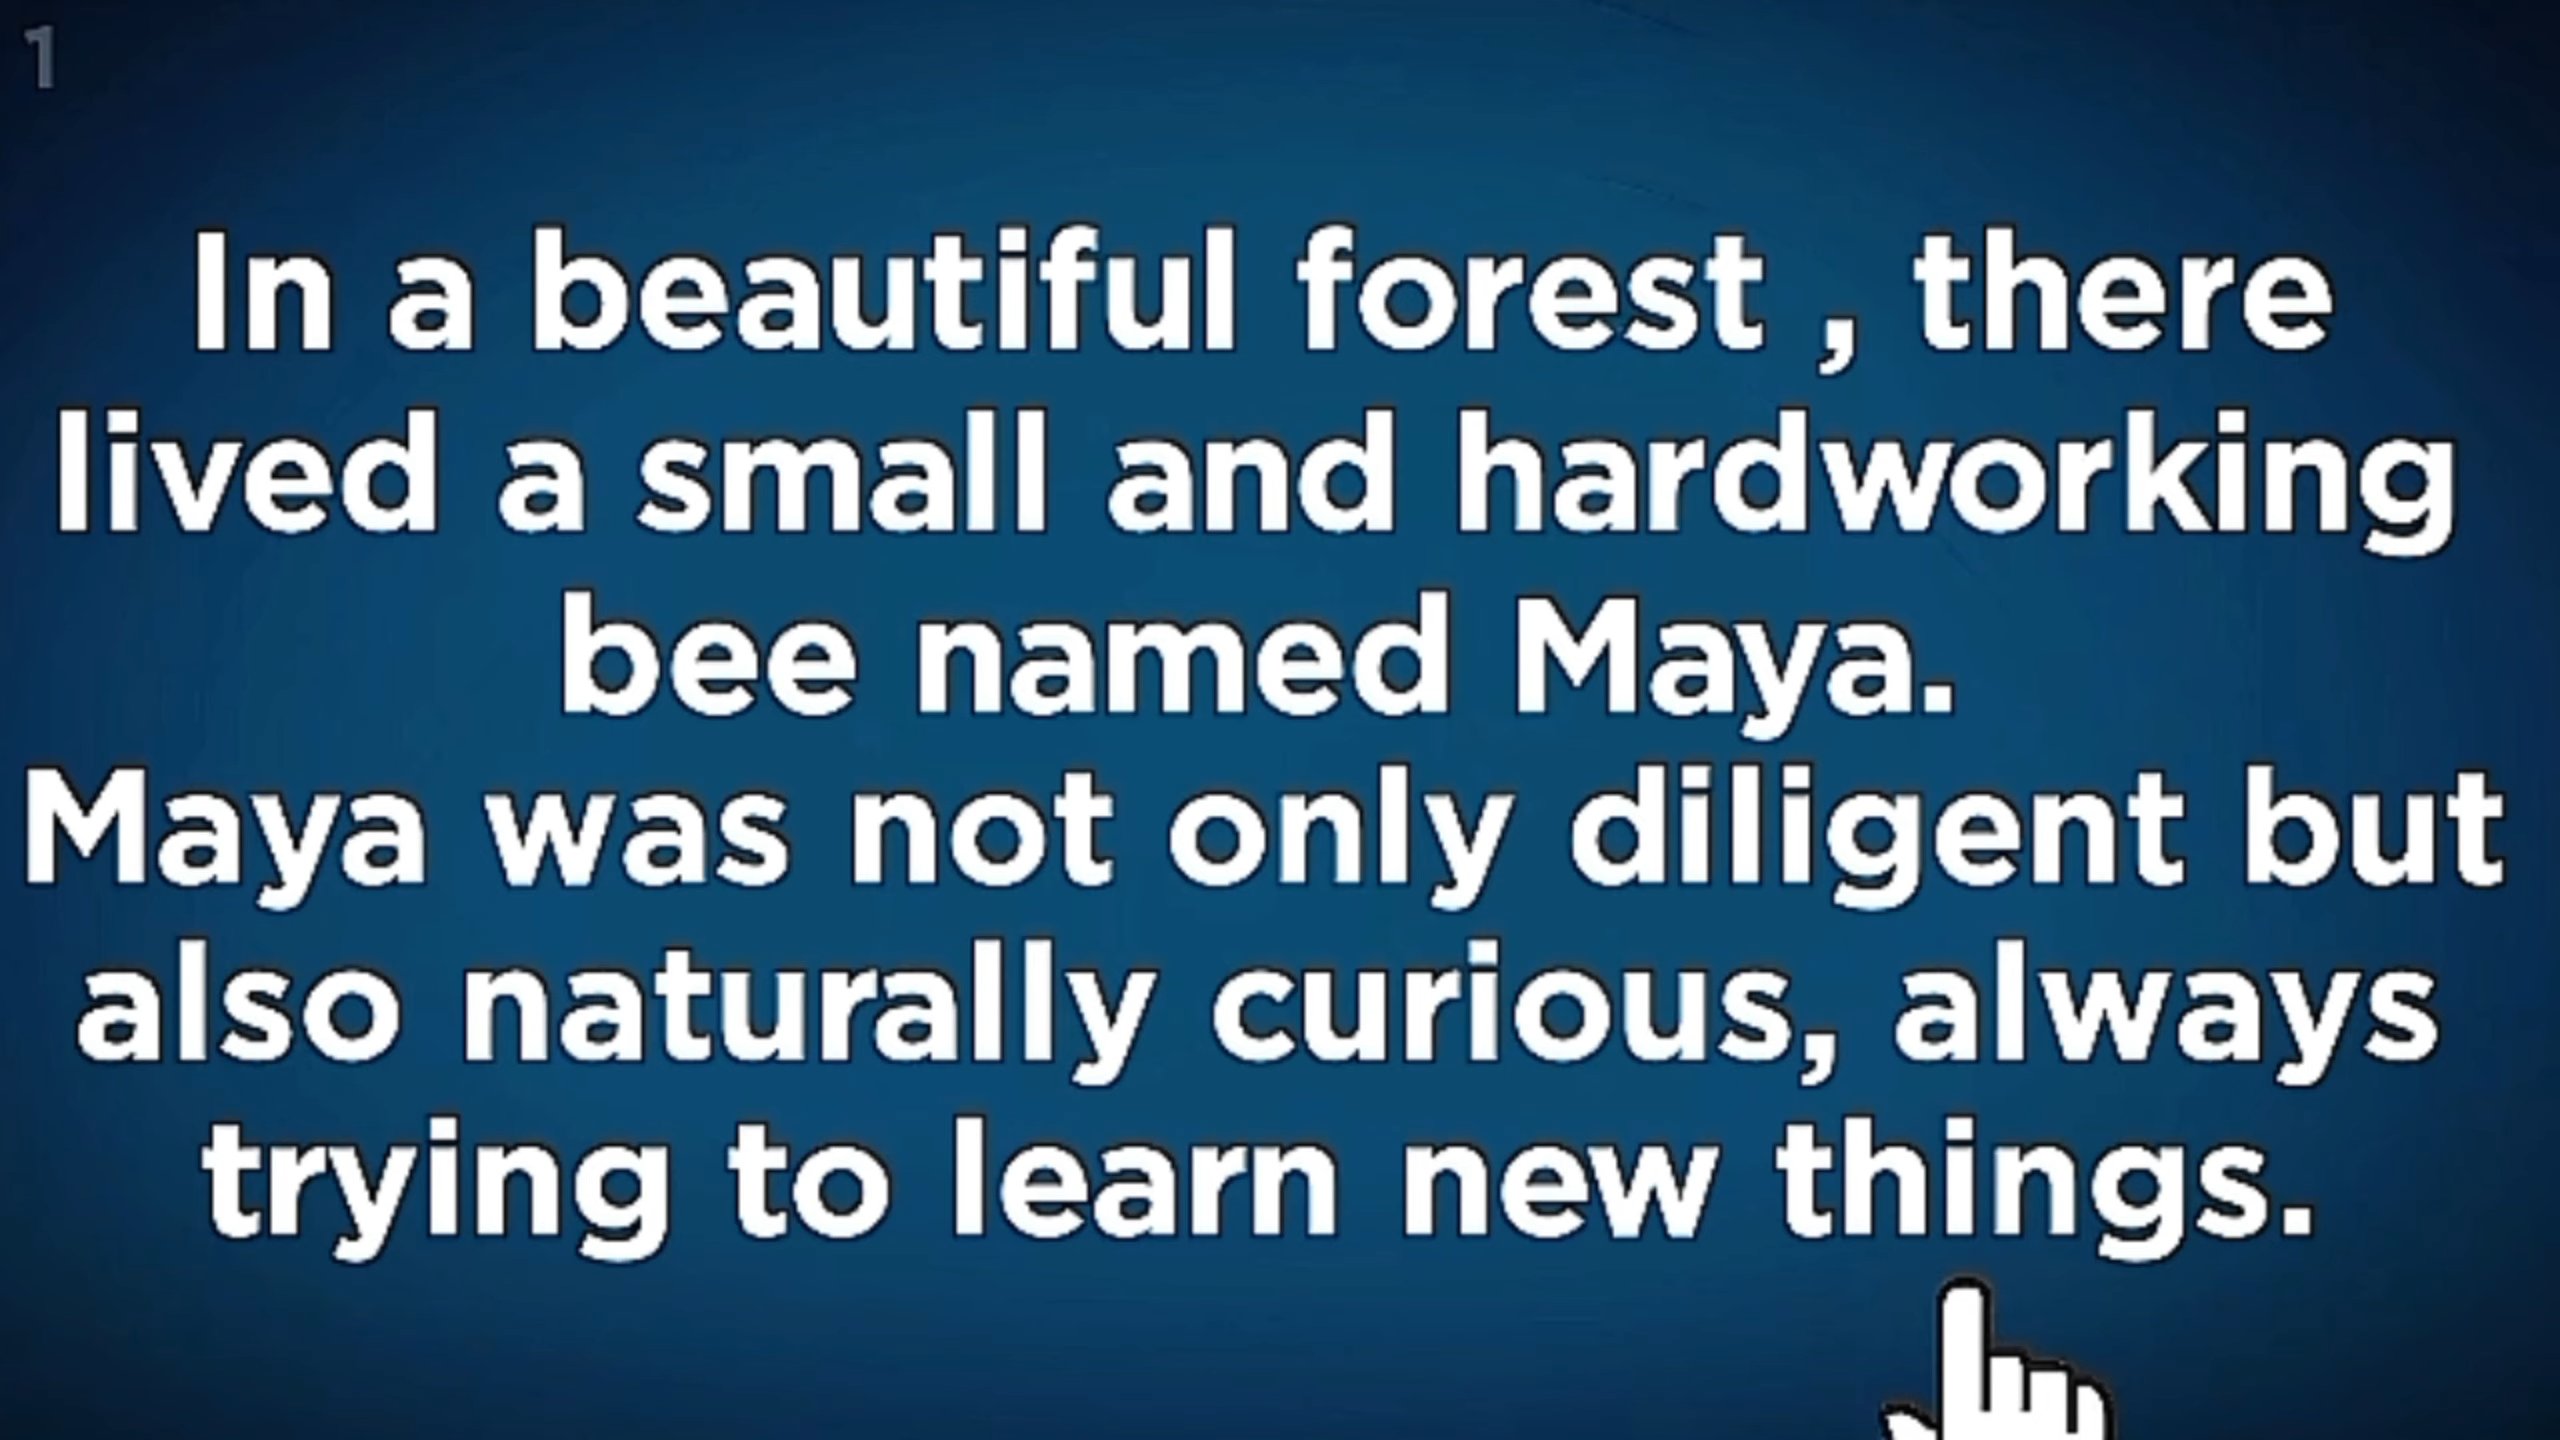 1
In a beautiful forest , there
lived a small and hardworking
bee named Maya.
Maya was not only diligent but
also naturally curious, always
trying to learn new things.